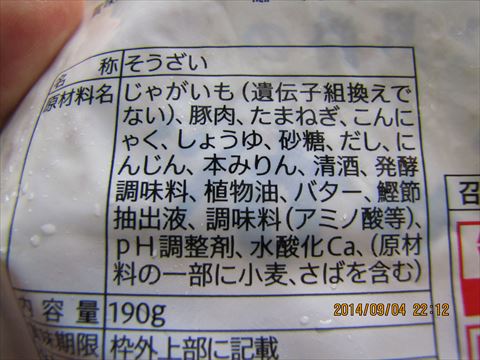 名 称 そうざい
原材料名 じゃがいも(遺伝子組換えで
ない)、豚肉、たまねぎ、こんに
ゃく、しょうゆ、砂糖、だし、に
んじん、本みりん、清酒、発酵
調味料、植物油、バター、鰹節
抽出液、調味料(アミノ酸等)、
pH調整剤、水酸化Ca、(原材
料の一部に小麦、さばを含む)
内容量 190g
賞味期限 枠外上部に記載
召
2014/09/04 22:12